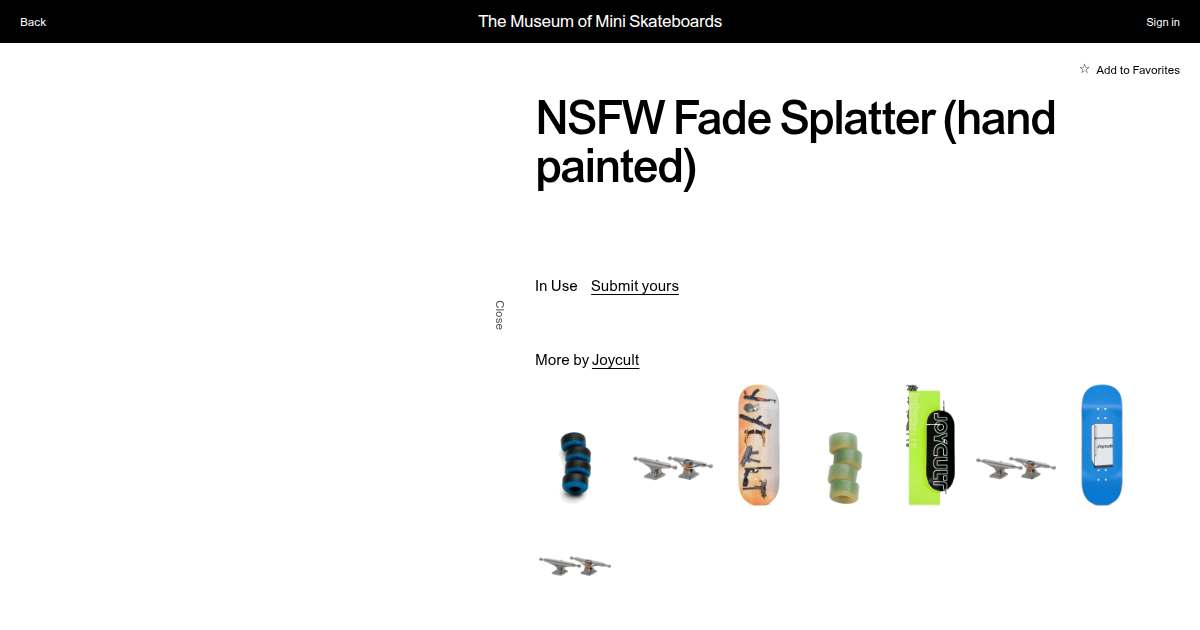 Back
The Museum of Mini Skateboards
Sign in
☆ Add to Favorites
NSFW Fade Splatter (hand
painted)
In Use Submit yours
Close
More by Joycult
JOYCULT